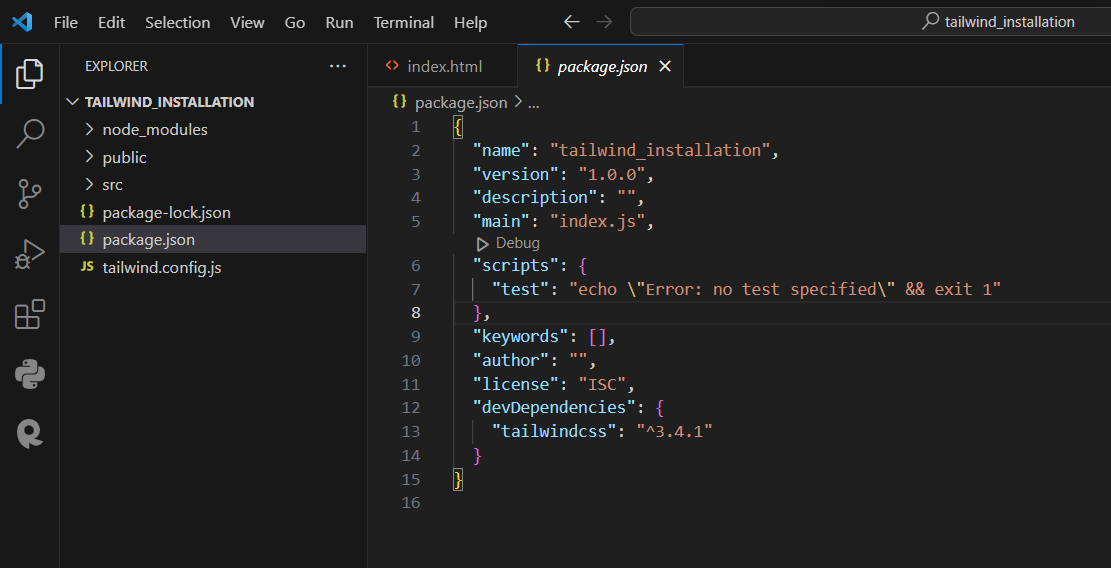 File Edit Selection View Go Run Terminal Help
tailwind_installation
EXPLORER
TAILWIND_INSTALLATION
node_modules
public
src
package-lock.json
package.json
tailwind.config.js
index.html
package.json
package.json > ...
1 {
2 "name": "tailwind_installation",
3 "version": "1.0.0",
4 "description": "",
5 "main": "index.js",
Debug
6 "scripts": {
7 "test": "echo \"Error: no test specified\" && exit 1"
8 },
9 "keywords": [],
10 "author": "",
11 "license": "ISC",
12 "devDependencies": {
13 "tailwindcss": "^3.4.1"
14 }
15 }
16